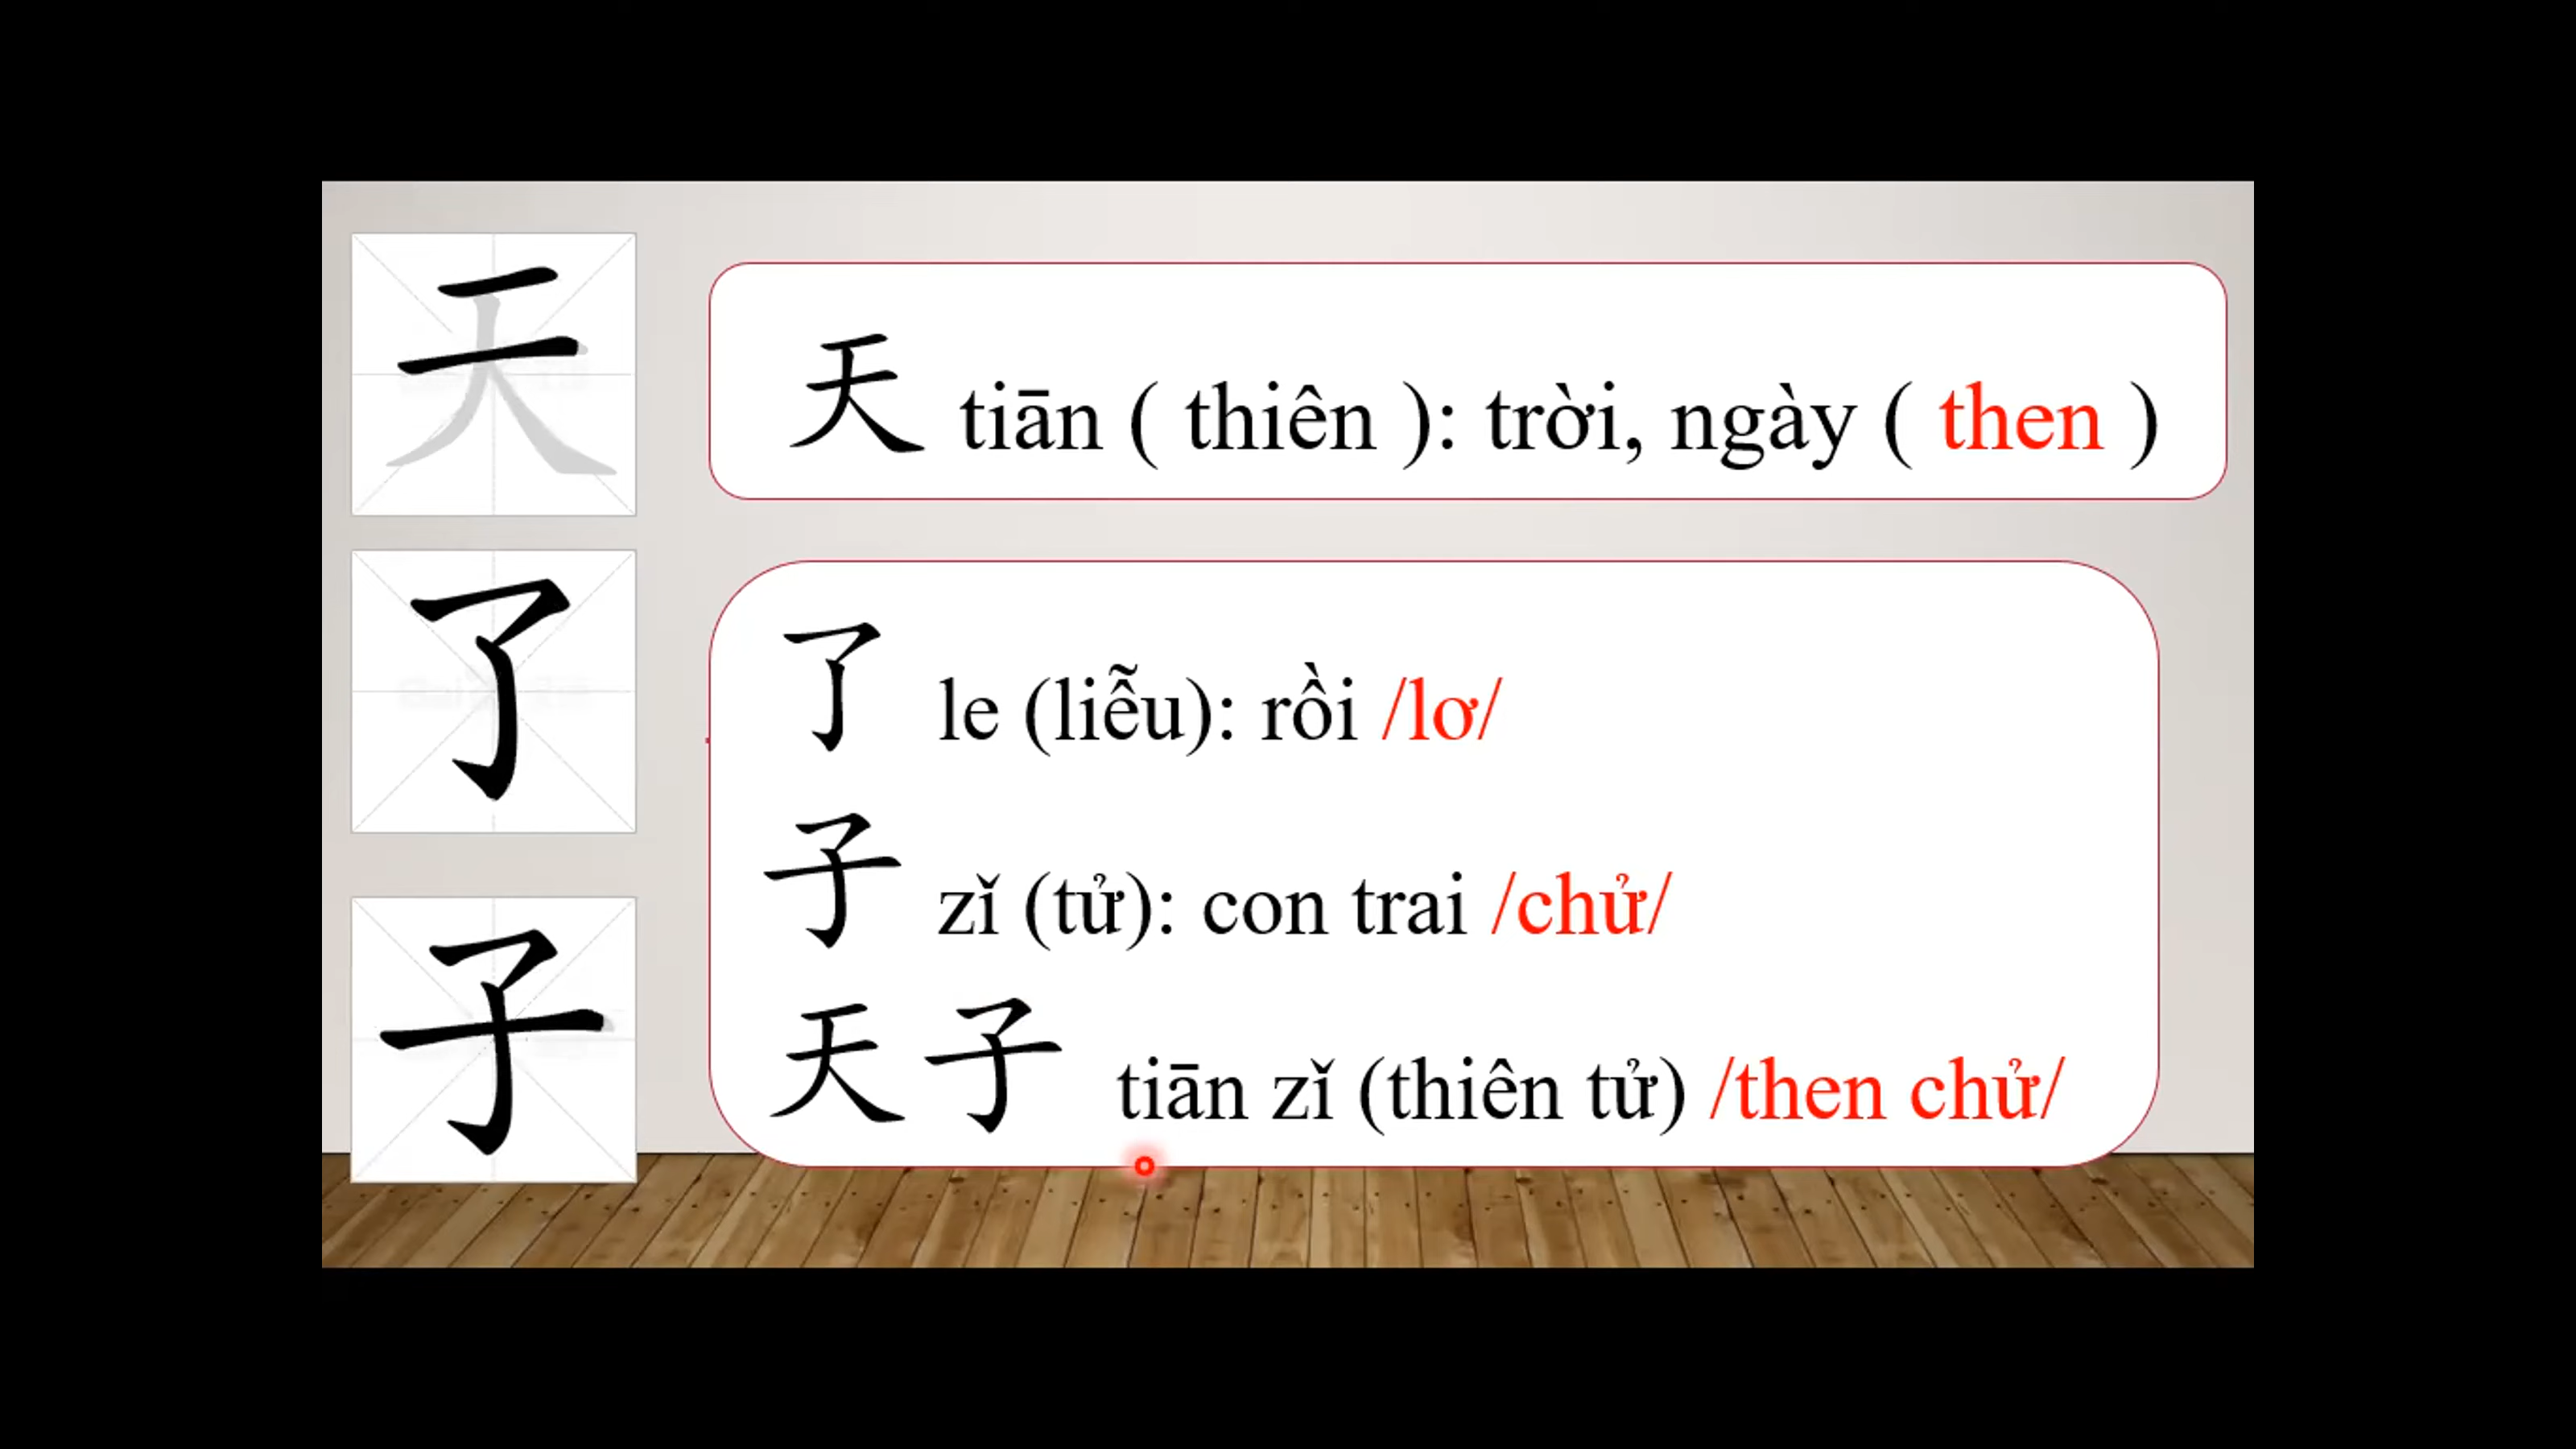 天
天 tiān ( thiên ): trời, ngày ( then )
了
了 le (liễu): rồi /lơ/
子 zǐ (tử): con trai /chử/
子
天子 tiān zǐ (thiên tử) /then chử/